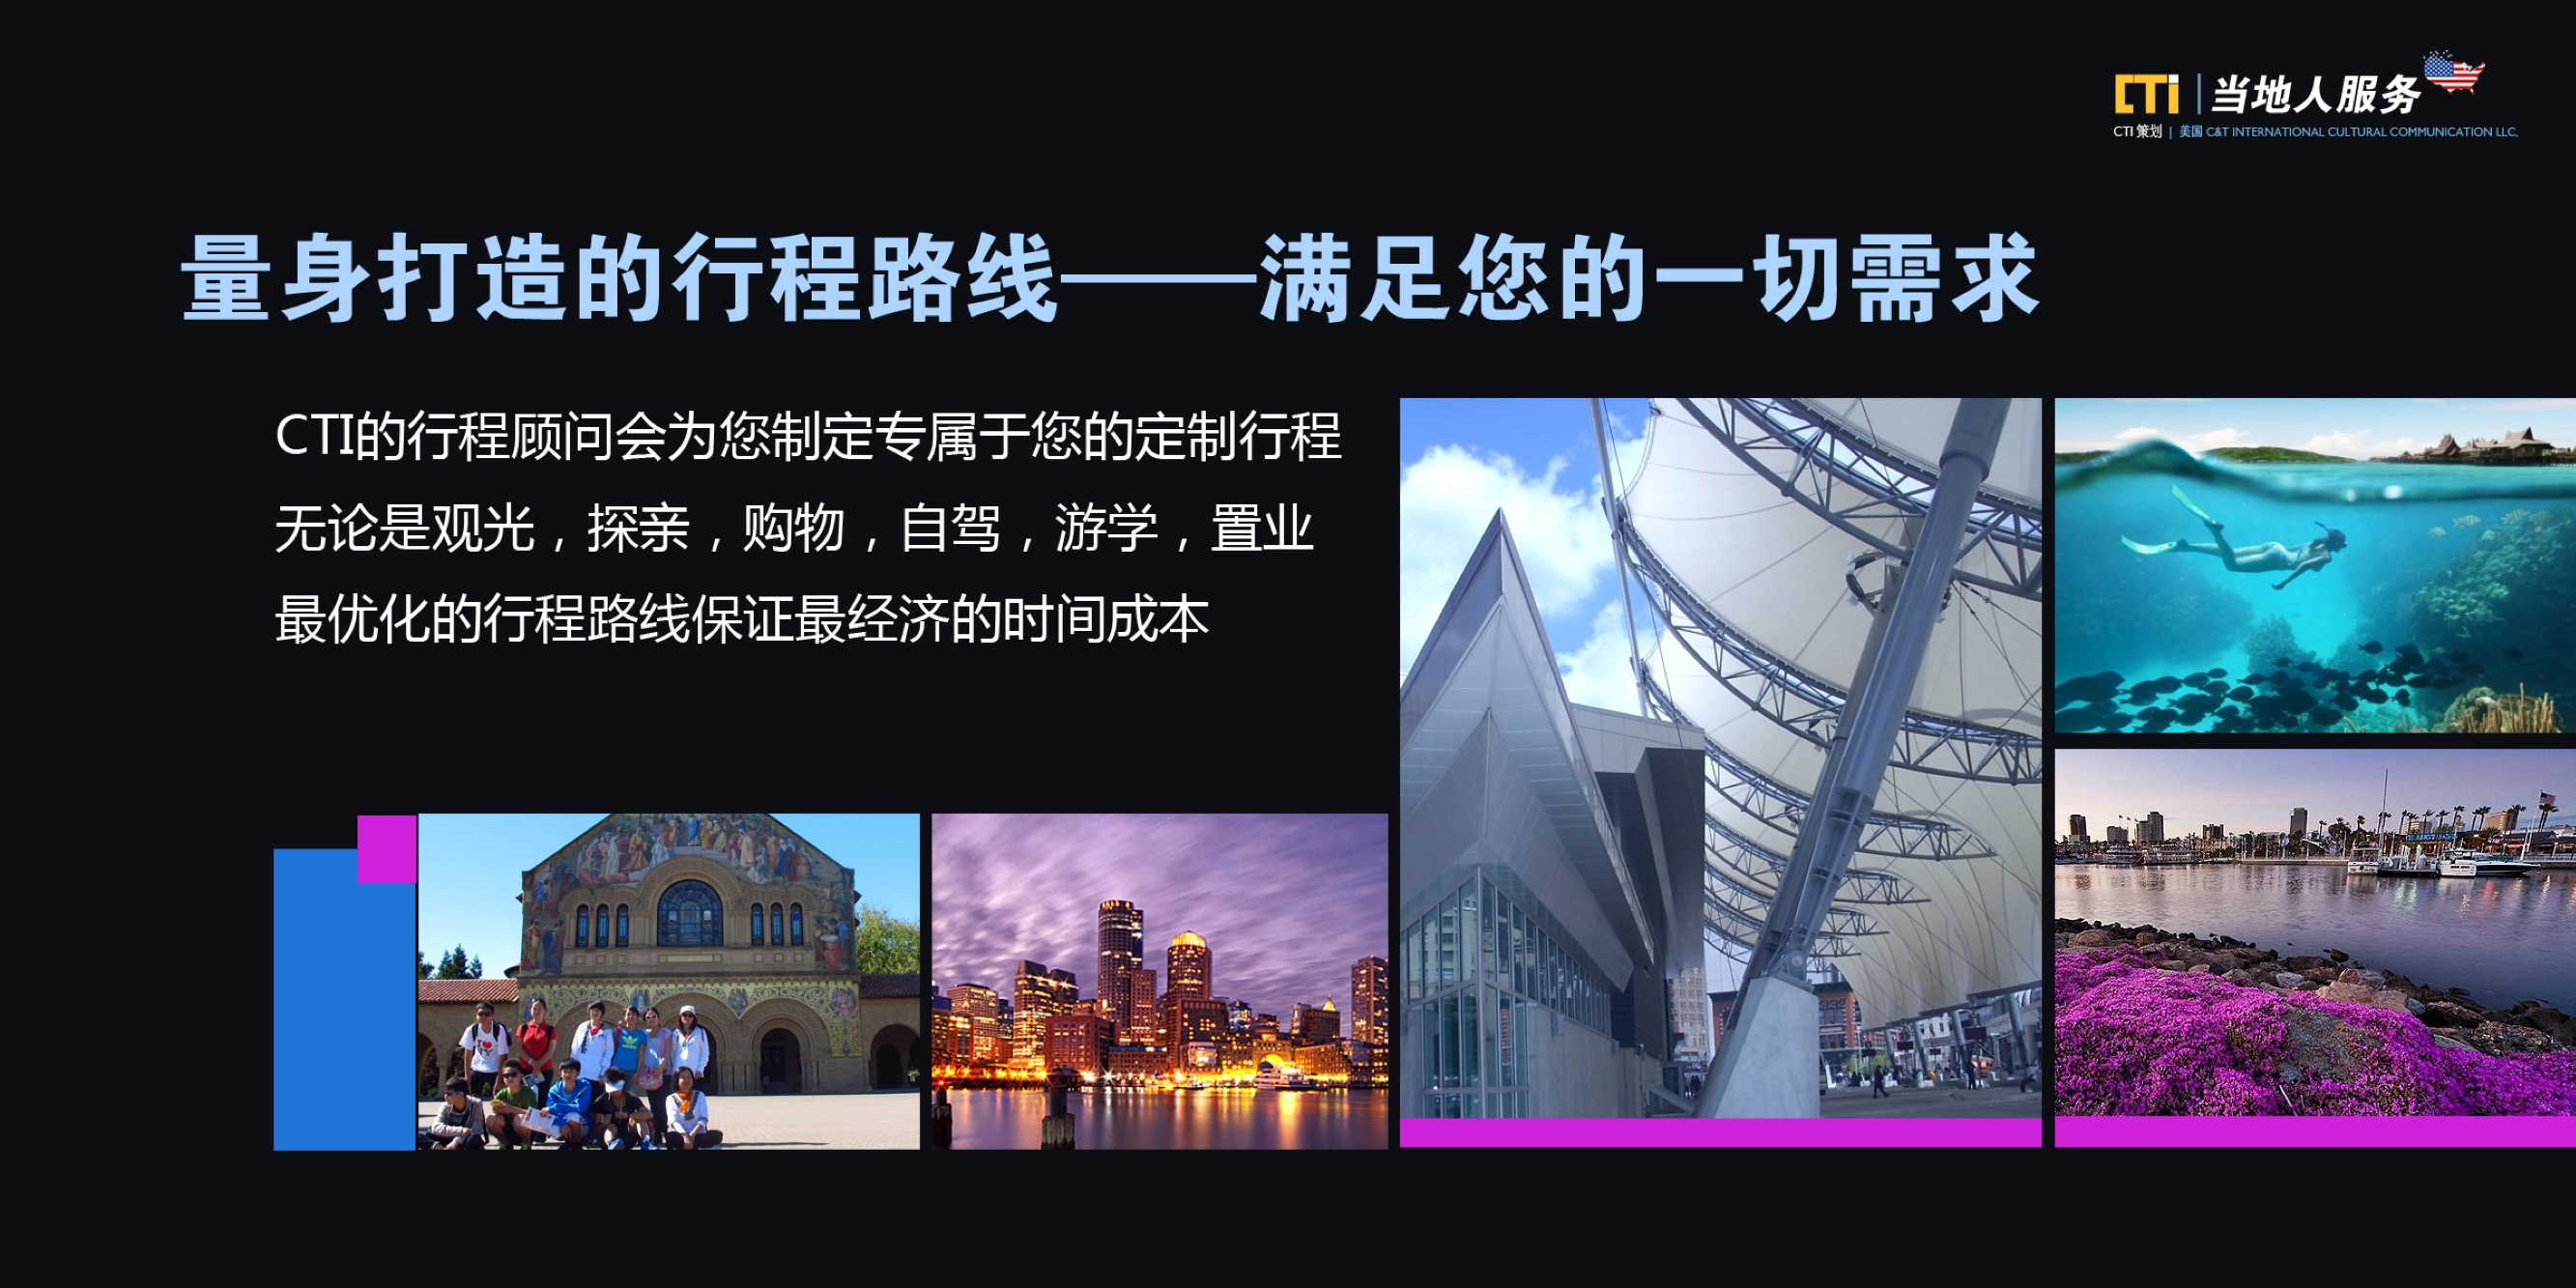 CTi 当地人服务
CTI 策划 | 美国 C&T INTERNATIONAL CULTURAL COMMUNICATION LLC.
量身打造的行程路线——满足您的一切需求
CTI的行程顾问会为您制定专属于您的定制行程
无论是观光，探亲，购物，自驾，游学，置业
最优化的行程路线保证最经济的时间成本